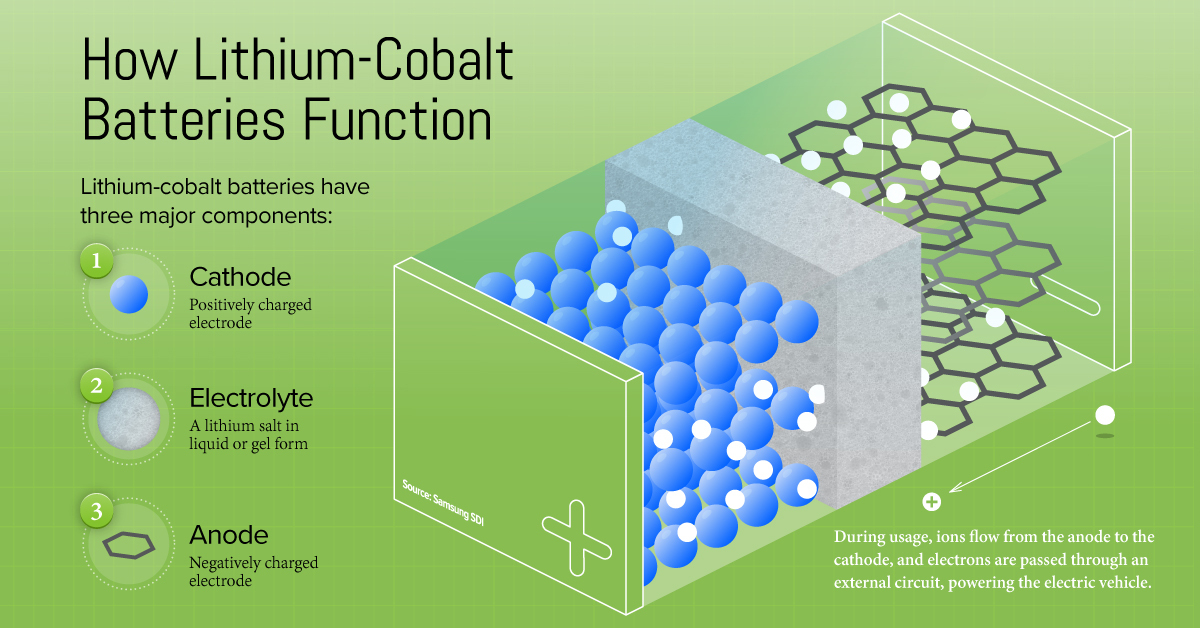 How Lithium-Cobalt
Batteries Function
Lithium-cobalt batteries have
three major components:
1
Cathode
Positively charged
electrode
2
Electrolyte
A lithium salt in
liquid or gel form
3
Anode
Negatively charged
electrode
Source: Samsung SDI
During usage, ions flow from the anode to the
cathode, and electrons are passed through an
external circuit, powering the electric vehicle.